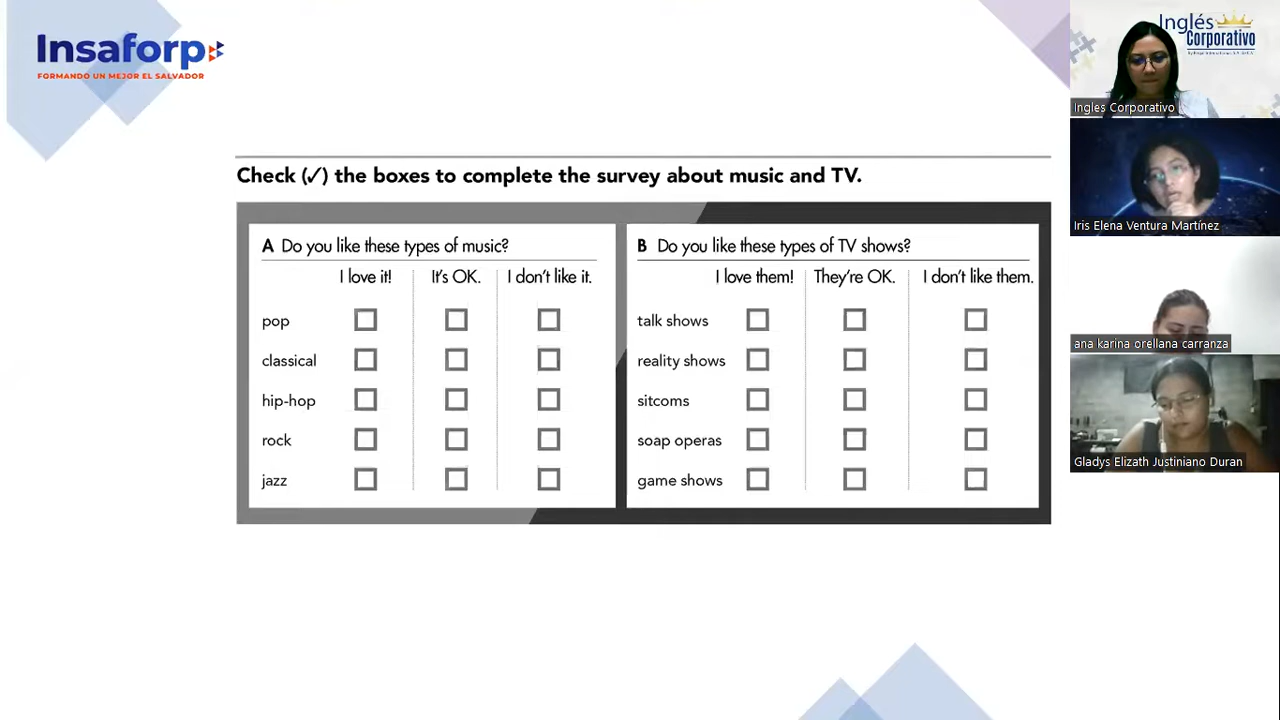 Insaforp
FORMANDO UN MEJOR EL SALVADOR
Check (✓) the boxes to complete the survey about music and TV.
A Do you like these types of music?
I love it! It's OK. I don't like it.
pop
classical
hip-hop
rock
jazz
B Do you like these types of TV shows?
I love them! They're OK. I don't like them.
talk shows
reality shows
sitcoms
soap operas
game shows
Inglés
Corporativo
Ingles Corporativo
Iris Elena Ventura Martínez
ana karina orellana carranza
Gladys Elizath Justiniano Duran